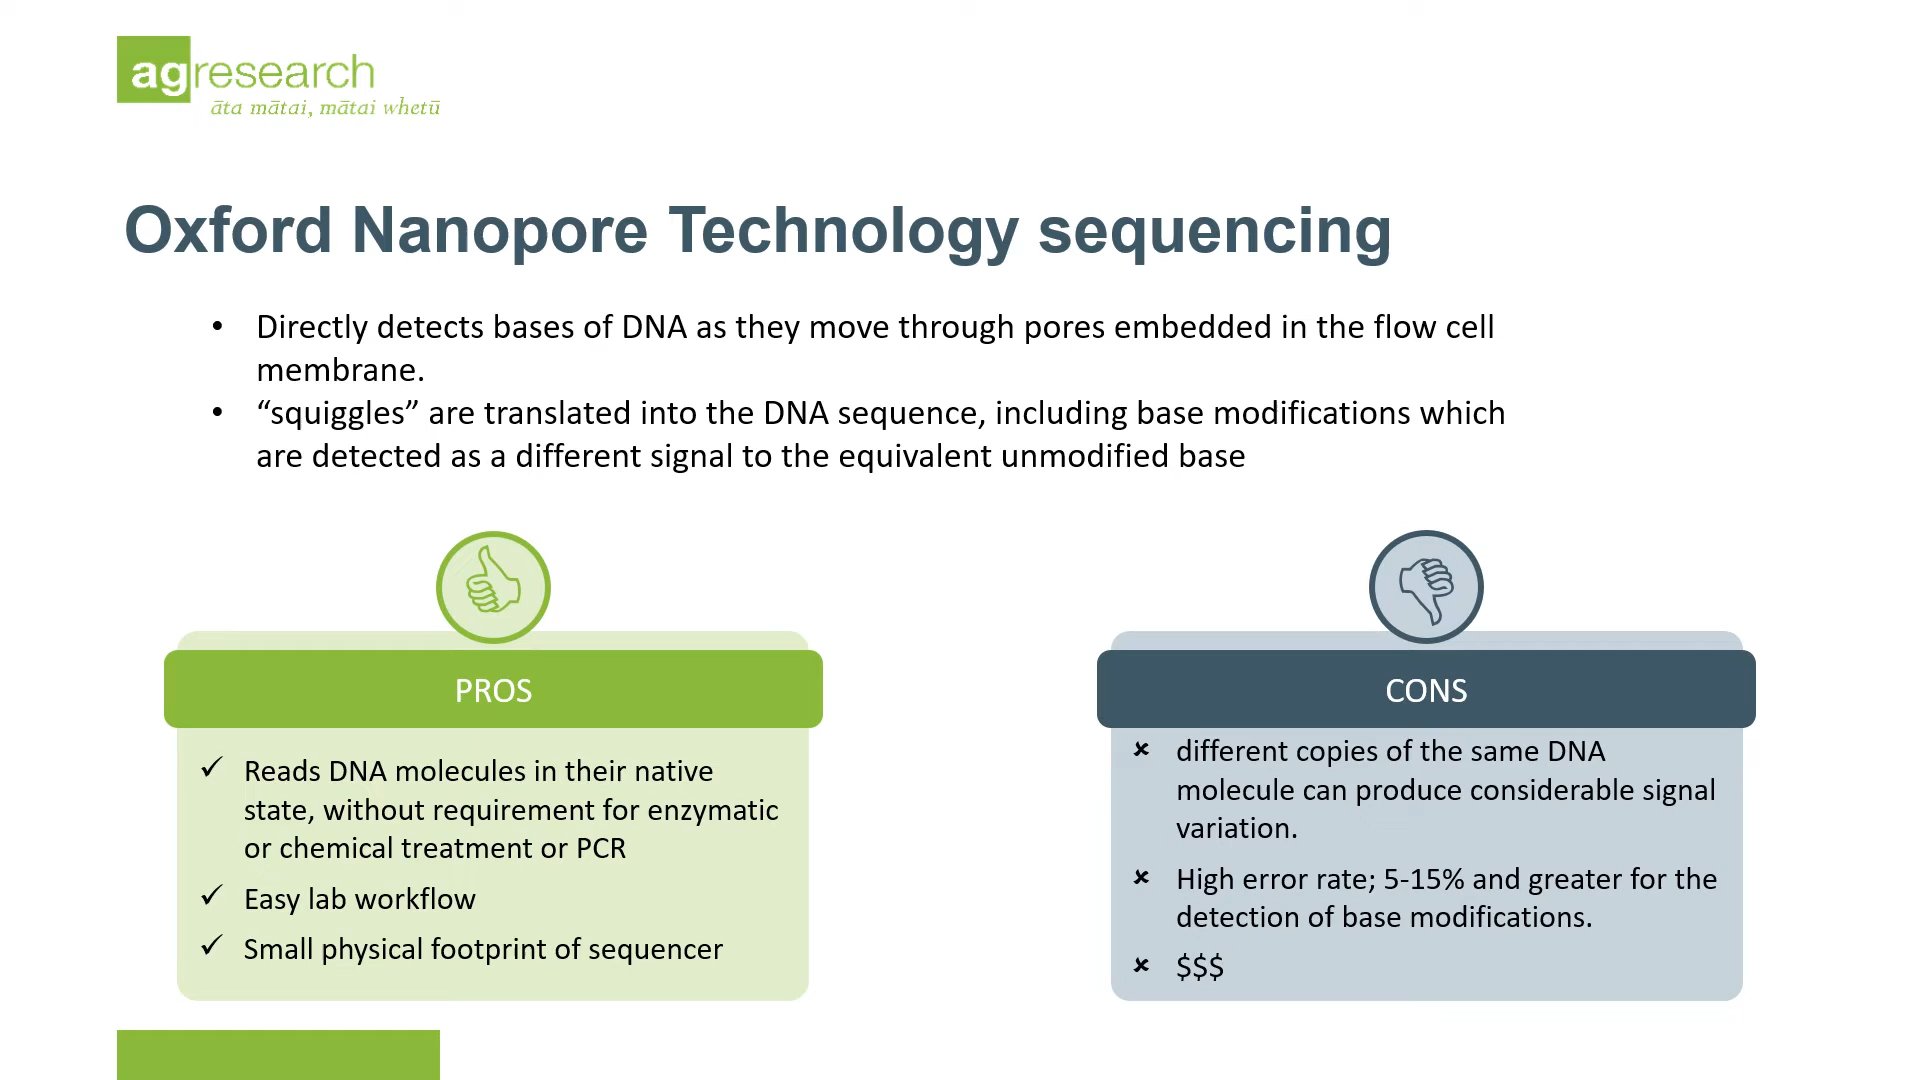 agresearch
āta mātai, mātai whetū
Oxford Nanopore Technology sequencing
• Directly detects bases of DNA as they move through pores embedded in the flow cell
membrane.
• “squiggles” are translated into the DNA sequence, including base modifications which
are detected as a different signal to the equivalent unmodified base
PROS
✓ Reads DNA molecules in their native
state, without requirement for enzymatic
or chemical treatment or PCR
✓ Easy lab workflow
✓ Small physical footprint of sequencer
CONS
× different copies of the same DNA
molecule can produce considerable signal
variation.
× High error rate; 5-15% and greater for the
detection of base modifications.
× $$$